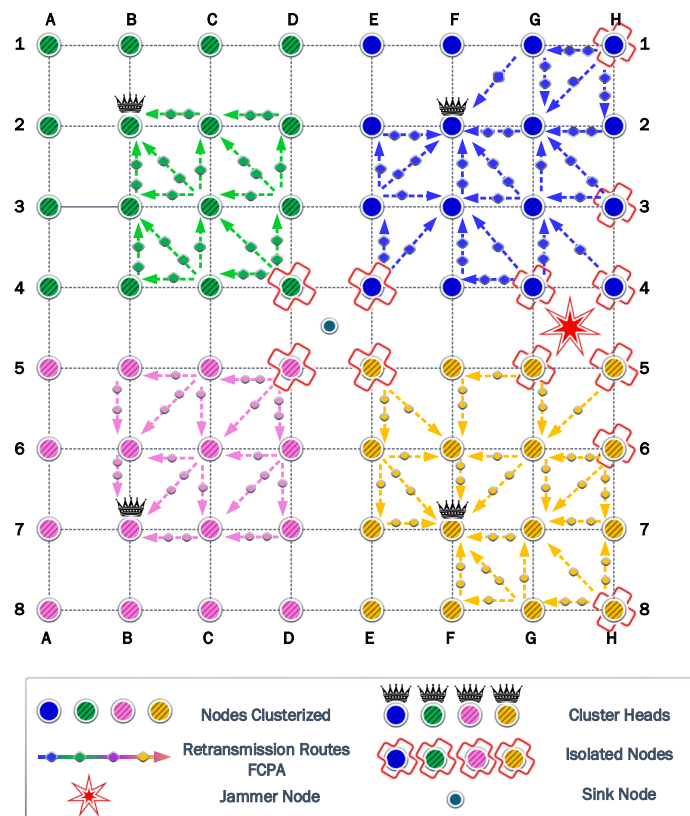 A B C D E F G H
1 1
2 2
3 3
4 4
5 5
6 6
7 7
8 8
A B C D E F G H
Nodes Clusterized Cluster Heads
Retransmission Routes Isolated Nodes
FCPA
Jammer Node Sink Node